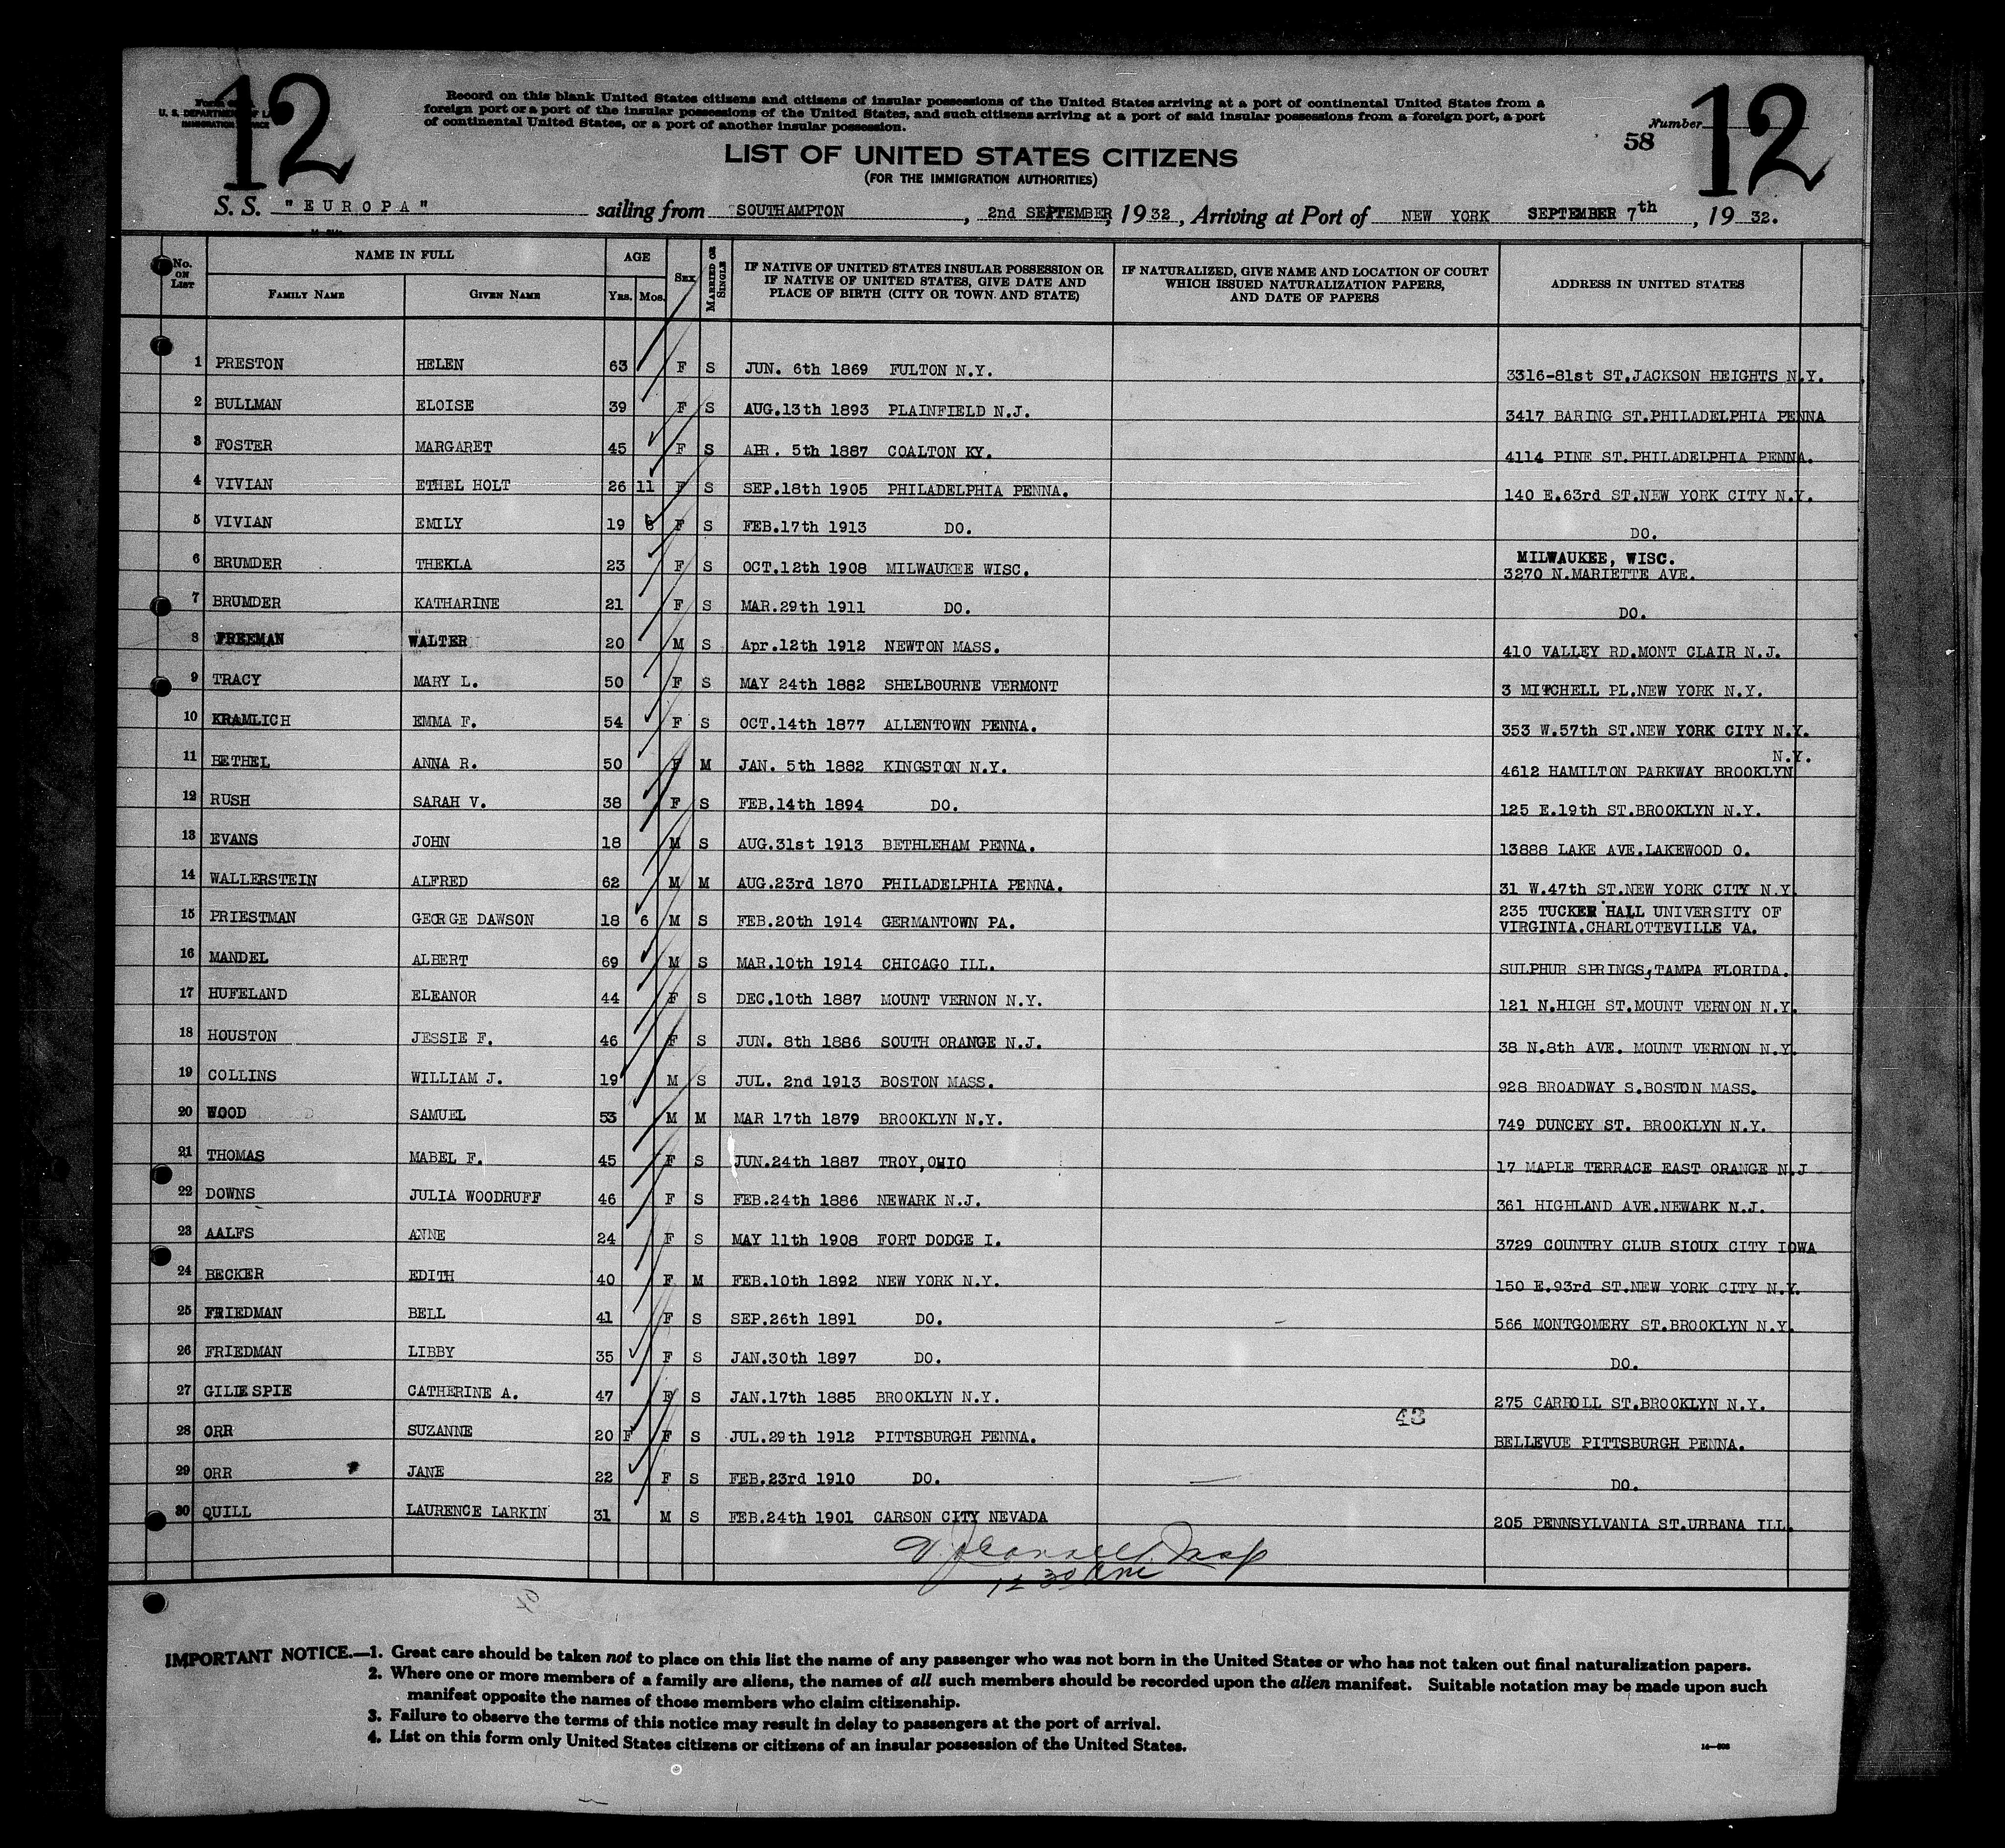 12
12
Record on this blank United States citizens and citizens of insular possessions of the United States arriving at a port of continental United States from a
foreign port or a port of the insular possessions of the United States, and such citizens arriving at a port of said insular possessions from a foreign port, a port
of continental United States, or a port of another insular possession.
Number
58
LIST OF UNITED STATES CITIZENS
(FOR THE IMMIGRATION AUTHORITIES)
S. S. "EUROPA" sailing from SOUTHAMPTON, 2nd SEPTEMBER, 1932, Arriving at Port of NEW YORK SEPTEMBER 7th, 1932.
No. ON LIST
NAME IN FULL
FAMILY NAME GIVEN NAME
AGE
YRS. MOS.
SEX
MARRIED OR SINGLE
IF NATIVE OF UNITED STATES INSULAR POSSESSION OR
IF NATIVE OF UNITED STATES, GIVE DATE AND
PLACE OF BIRTH (CITY OR TOWN AND STATE)
IF NATURALIZED, GIVE NAME AND LOCATION OF COURT
WHICH ISSUED NATURALIZATION PAPERS,
AND DATE OF PAPERS
ADDRESS IN UNITED STATES
1 PRESTON HELEN 63 F S JUN. 6th 1869 FULTON N.Y. 3316-81st ST.JACKSON HEIGHTS N.Y.
2 BULLMAN ELOISE 39 F S AUG.13th 1893 PLAINFIELD N.J. 3417 BARING ST.PHILADELPHIA PENNA
3 FOSTER MARGARET 45 F S APR. 5th 1887 COALTON KY. 4114 PINE ST.PHILADELPHIA PENNA.
4 VIVIAN ETHEL HOLT 26 11 F S SEP.18th 1905 PHILADELPHIA PENNA. 140 E.63rd ST.NEW YORK CITY N.Y.
5 VIVIAN EMILY 19 6 F S FEB.17th 1913 DO. DO.
6 BRUMDER THEKLA 23 F S OCT.12th 1908 MILWAUKEE WISC. MILWAUKEE, WISC.
3270 N.MARIETTE AVE.
7 BRUMDER KATHARINE 21 F S MAR.29th 1911 DO. DO.
8 FREEMAN WALTER 20 M S Apr.12th 1912 NEWTON MASS. 410 VALLEY RD.MONT CLAIR N.J.
9 TRACY MARY L. 50 F S MAY 24th 1882 SHELBOURNE VERMONT 3 MITCHELL PL.NEW YORK N.Y.
10 KRAMLICH EMMA F. 54 F S OCT.14th 1877 ALLENTOWN PENNA. 353 W.57th ST.NEW YORK CITY N.Y.
11 BETHEL ANNA R. 50 F M JAN. 5th 1882 KINGSTON N.Y. 4612 HAMILTON PARKWAY BROOKLYN N.Y.
12 RUSH SARAH V. 38 F S FEB.14th 1894 DO. 125 E.19th ST.BROOKLYN N.Y.
13 EVANS JOHN 18 M S AUG.31st 1913 BETHLEHAM PENNA. 13888 LAKE AVE.LAKEWOOD O.
14 WALLERSTEIN ALFRED 62 M M AUG.23rd 1870 PHILADELPHIA PENNA. 31 W.47th ST.NEW YORK CITY N.Y.
15 PRIESTMAN GEORGE DAWSON 18 6 M S FEB.20th 1914 GERMANTOWN PA. 235 TUCKER HALL UNIVERSITY OF
VIRGINIA.CHARLOTTEVILLE VA.
16 MANDEL ALBERT 69 M S MAR.10th 1914 CHICAGO ILL. SULPHUR SPRINGS,TAMPA FLORIDA.
17 HUFELAND ELEANOR 44 F S DEC.10th 1887 MOUNT VERNON N.Y. 121 N.HIGH ST.MOUNT VERNON N.Y.
18 HOUSTON JESSIE F. 46 F S JUN. 8th 1886 SOUTH ORANGE N.J. 38 N.8th AVE. MOUNT VERNON N.Y.
19 COLLINS WILLIAM J. 19 M S JUL. 2nd 1913 BOSTON MASS. 928 BROADWAY S.BOSTON MASS.
20 WOOD SAMUEL 53 M M MAR 17th 1879 BROOKLYN N.Y. 749 DUNCEY ST. BROOKLYN N.Y.
21 THOMAS MABEL F. 45 F S JUN.24th 1887 TROY,OHIO 17 MAPLE TERRACE EAST ORANGE N.J
22 DOWNS JULIA WOODRUFF 46 F S FEB.24th 1886 NEWARK N.J. 361 HIGHLAND AVE.NEWARK N.J.
23 AALFS ANNE 24 F S MAY 11th 1908 FORT DODGE I. 3729 COUNTRY CLUB SIOUX CITY IOWA
24 BECKER EDITH 40 F M FEB.10th 1892 NEW YORK N.Y. 150 E.93rd ST.NEW YORK CITY N.Y.
25 FRIEDMAN BELL 41 F S SEP.26th 1891 DO. 566 MONTGOMERY ST.BROOKLYN N.Y.
26 FRIEDMAN LIBBY 35 F S JAN.30th 1897 DO. DO.
27 GILLESPIE CATHERINE A. 47 F S JAN.17th 1885 BROOKLYN N.Y. 275 CARROLL ST.BROOKLYN N.Y.
43
28 ORR SUZANNE 20 F F S JUL.29th 1912 PITTSBURGH PENNA. BELLEVUE PITTSBURGH PENNA.
29 ORR JANE 22 F S FEB.23rd 1910 DO. DO.
30 QUILL LAURENCE LARKIN 31 M S FEB.24th 1901 CARSON CITY NEVADA 205 PENNSYLVANIA ST.URBANA ILL.
12 30
IMPORTANT NOTICE.—1. Great care should be taken not to place on this list the name of any passenger who was not born in the United States or who has not taken out final naturalization papers.
2. Where one or more members of a family are aliens, the names of all such members should be recorded upon the alien manifest. Suitable notation may be made upon such
manifest opposite the names of those members who claim citizenship.
3. Failure to observe the terms of this notice may result in delay to passengers at the port of arrival.
4. List on this form only United States citizens or citizens of an insular possession of the United States.